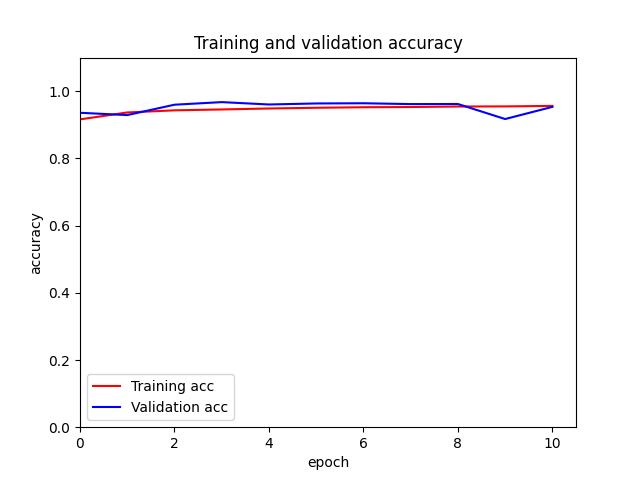 Training and validation accuracy
1.0
0.8
0.6
0.4
0.2
0.0
accuracy
Training acc
Validation acc
0 2 4 6 8 10
epoch